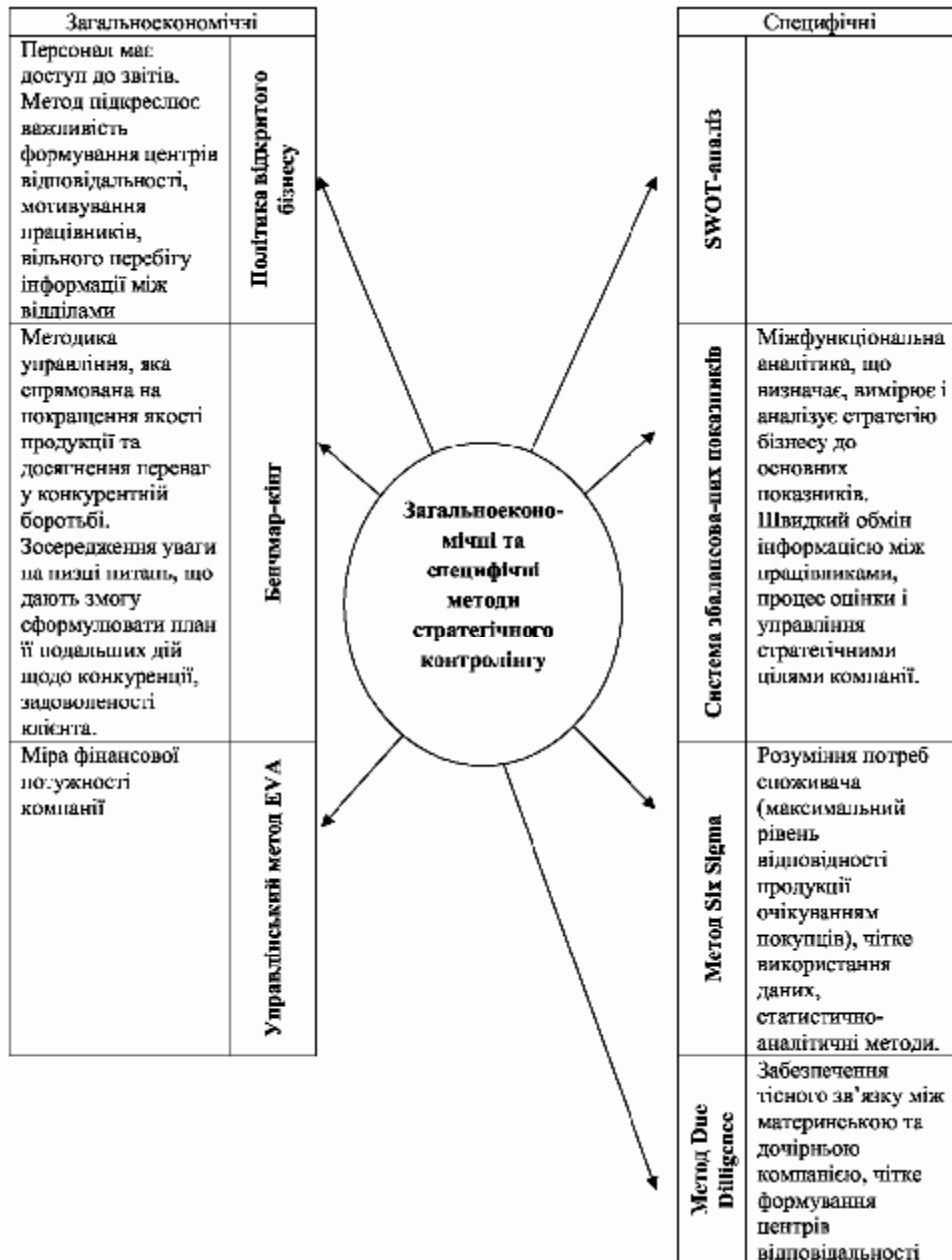 Загальноекономічні
Персонал має
доступ до звітів.
Метод підкреслює
важливість
формування центрів
відповідальності,
мотивування
працівників,
вільного перебігу
інформації між
відділами
Політика відкритого
бізнесу
Методика
управління, яка
спрямована на
покращення якості
продукції та
досягнення переваг
у конкурентній
боротьбі.
Зосередження уваги
на низці питань, що
дають змогу
сформулювати план
її подальших дій
щодо конкуренції,
задоволеності
клієнта.
Бенчмар-кінг
Міра фінансової
потужності
компанії
Управлінський метод EVA
Загальноеконо-
мічні та
специфічні
методи
стратегічного
контролінгу
Специфічні
SWOT-аналіз
Система збалансова-них показників
Міжфункціональна
аналітика, що
визначає, вимірює і
аналізує стратегію
бізнесу до
основних
показників.
Швидкий обмін
інформацією між
працівниками,
процес оцінки і
управління
стратегічними
цілями компанії.
Метод Six Sigma
Розуміння потреб
споживача
(максимальний
рівень
відповідності
продукції
очікуванням
покупців), чітке
використання
даних,
статистично-
аналітичні методи.
Метод Due
Dilligence
Забезпечення
тісного зв’язку між
материнською та
дочірньою
компанією, чітке
формування
центрів
відповідальності